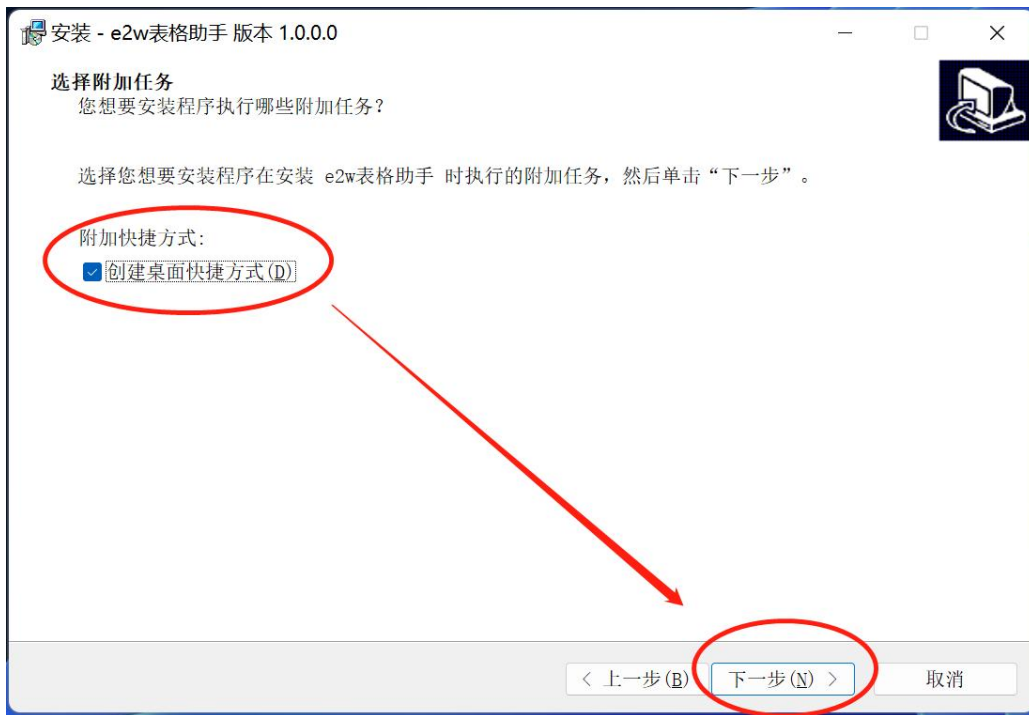 安装 - e2w表格助手 版本 1.0.0.0
选择附加任务
您想要安装程序执行哪些附加任务?
选择您想要安装程序在安装 e2w表格助手 时执行的附加任务，然后单击“下一步”。
附加快捷方式:
创建桌面快捷方式(D)
< 上一步(B) 下一步(N) > 取消